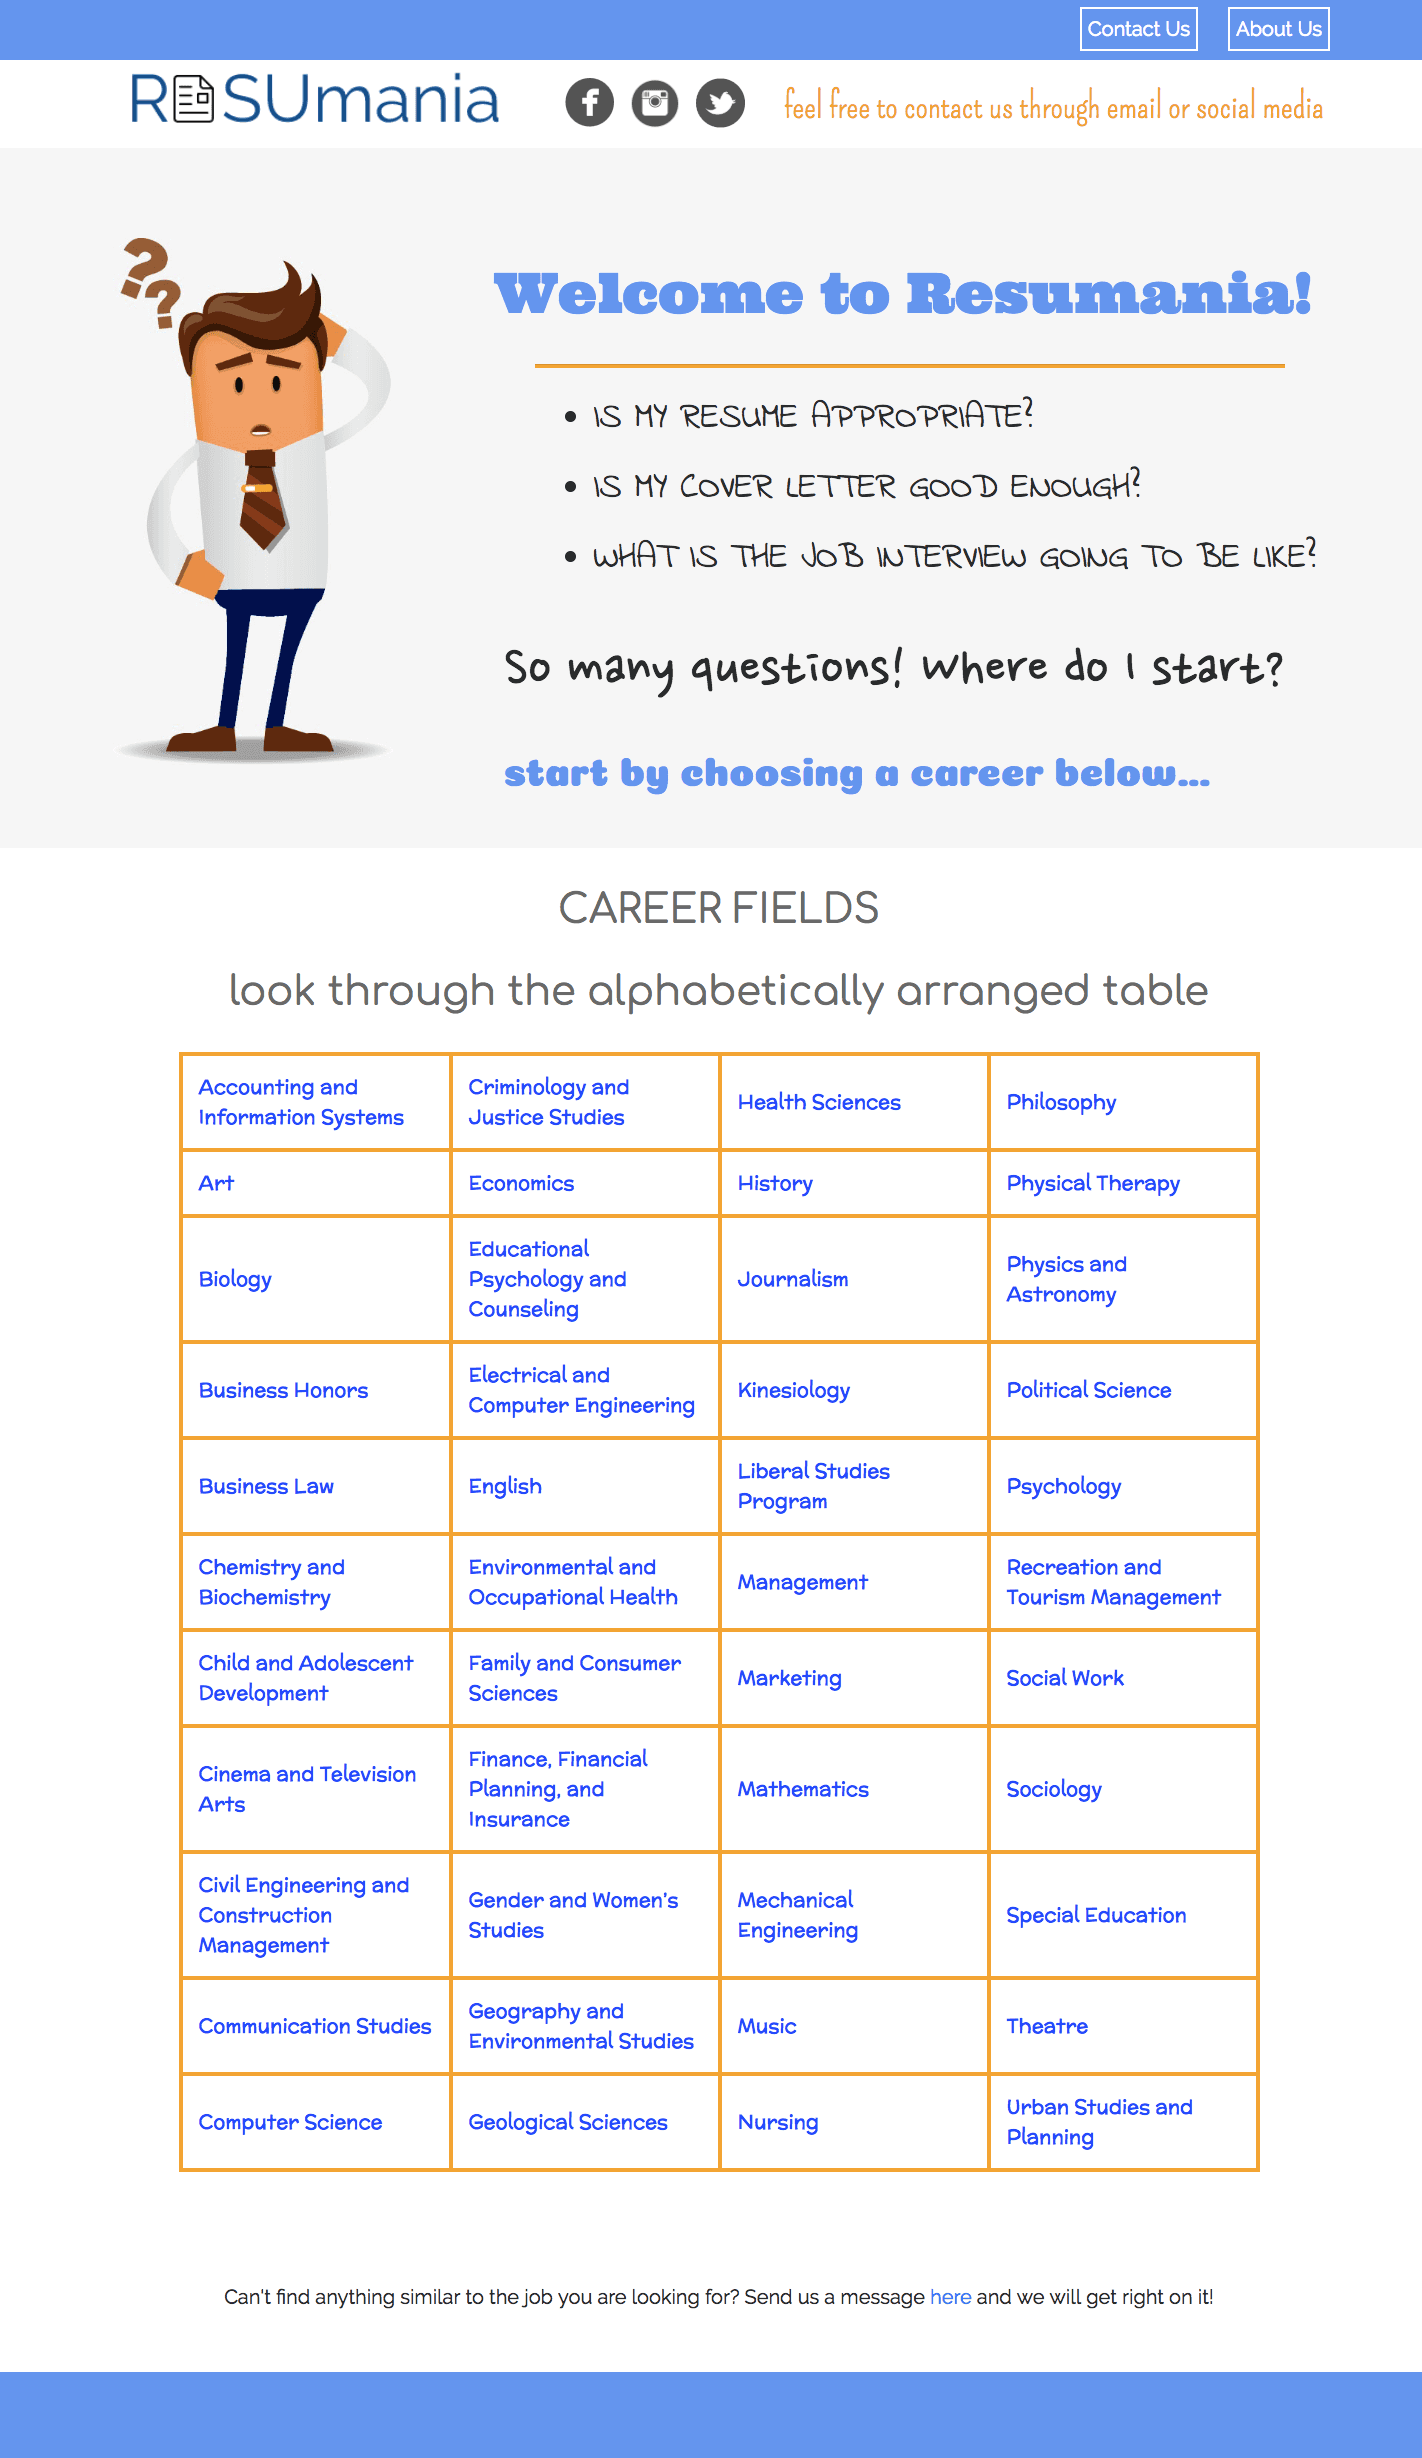 Contact Us
About Us
RESUmania
feel free to contact us through email or social media
??
Welcome to Resumania!
IS MY RESUME APPROPRIATE?
IS MY COVER LETTER GOOD ENOUGH?
WHAT IS THE JOB INTERVIEW GOING TO BE LIKE?
So many questions! Where do I start?
start by choosing a career below...
CAREER FIELDS
look through the alphabetically arranged table
Accounting and
Information Systems
Criminology and
Justice Studies
Health Sciences
Philosophy
Art
Economics
History
Physical Therapy
Biology
Educational
Psychology and
Counseling
Journalism
Physics and
Astronomy
Business Honors
Electrical and
Computer Engineering
Kinesiology
Political Science
Business Law
English
Liberal Studies
Program
Psychology
Chemistry and
Biochemistry
Environmental and
Occupational Health
Management
Recreation and
Tourism Management
Child and Adolescent
Development
Family and Consumer
Sciences
Marketing
Social Work
Cinema and Television
Arts
Finance, Financial
Planning, and
Insurance
Mathematics
Sociology
Civil Engineering and
Construction
Management
Gender and Women's
Studies
Mechanical
Engineering
Special Education
Communication Studies
Geography and
Environmental Studies
Music
Theatre
Computer Science
Geological Sciences
Nursing
Urban Studies and
Planning
Can't find anything similar to the job you are looking for? Send us a message here and we will get right on it!